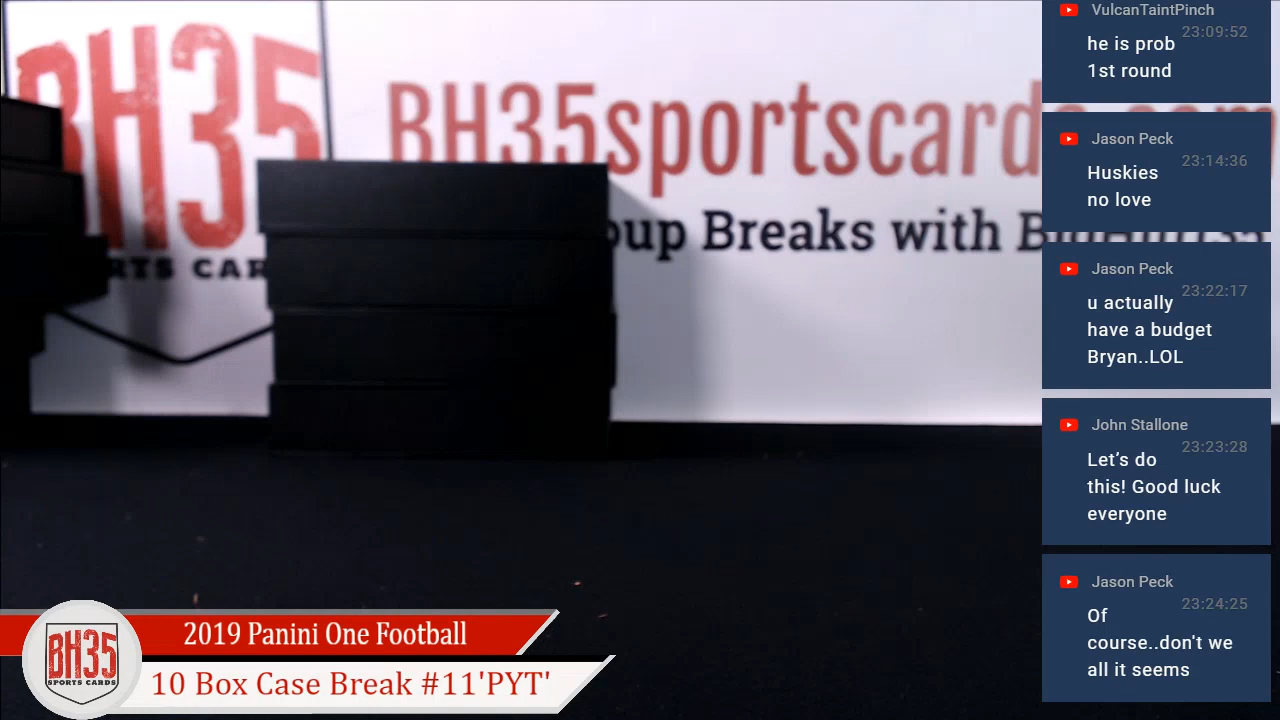 BH35
RTS CAR
BH35sportscards.com
oup Breaks with B
VulcanTaintPinch
23:09:52
he is prob
1st round
Jason Peck
23:14:36
Huskies
no love
Jason Peck
23:22:17
u actually
have a budget
Bryan..LOL
John Stallone
23:23:28
Let's do
this! Good luck
everyone
Jason Peck
23:24:25
Of
course..don't we
all it seems
BH35
SPORTS CARDS
2019 Panini One Football
10 Box Case Break #11'PYT'